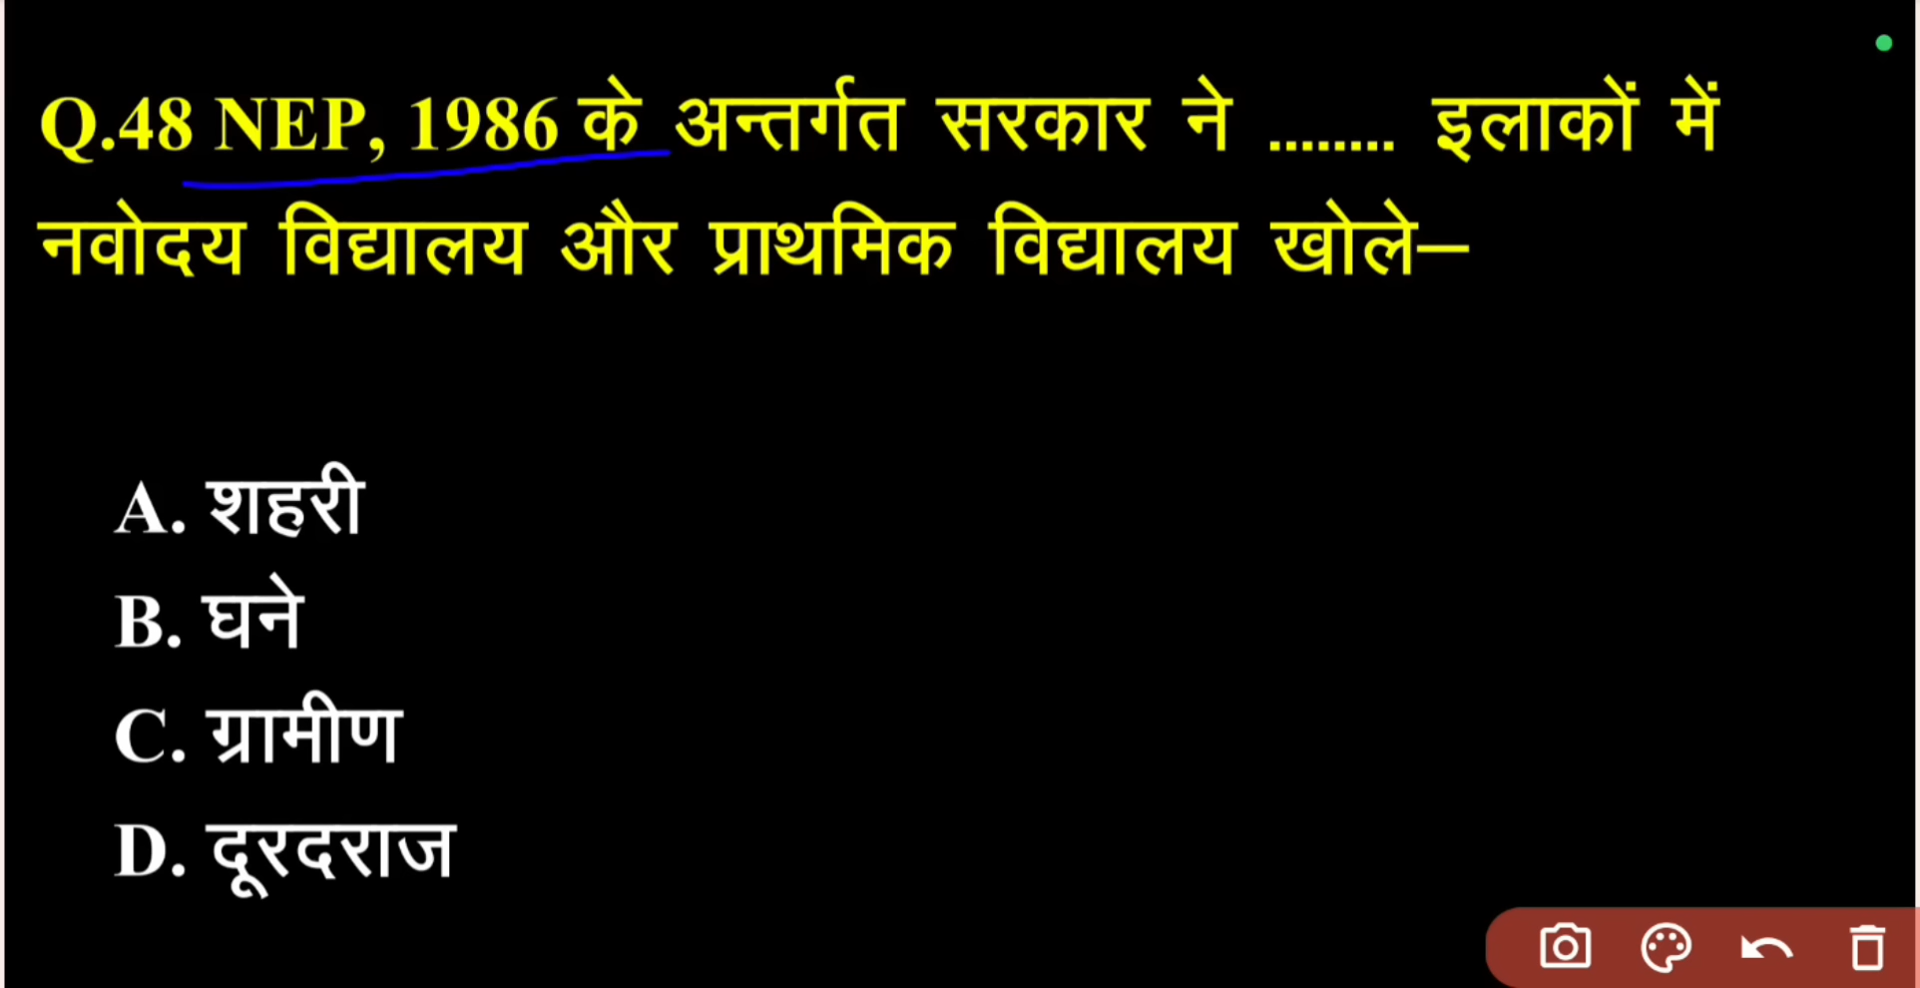 Q.48 NEP, 1986 के अन्तर्गत सरकार ने ........ इलाकों में
नवोदय विद्यालय और प्राथमिक विद्यालय खोले–
A. शहरी
B. घने
C. ग्रामीण
D. दूरदराज